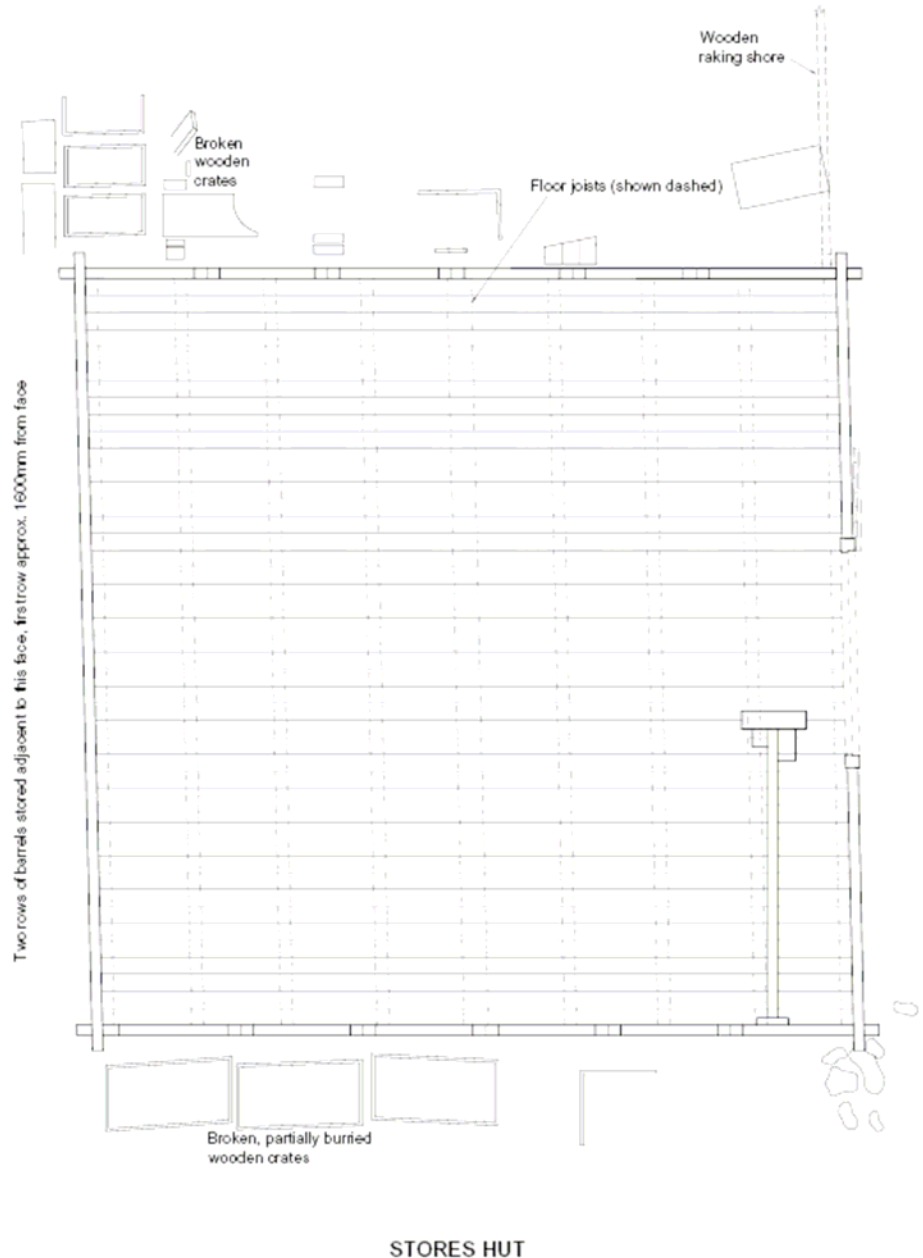 Wooden
raking shore
Broken
wooden
crates
Floor joists (shown dashed)
Two rows of barrels stored adjacent to this face, first row approx. 1600mm from face
Broken, partially burried
wooden crates
STORES HUT